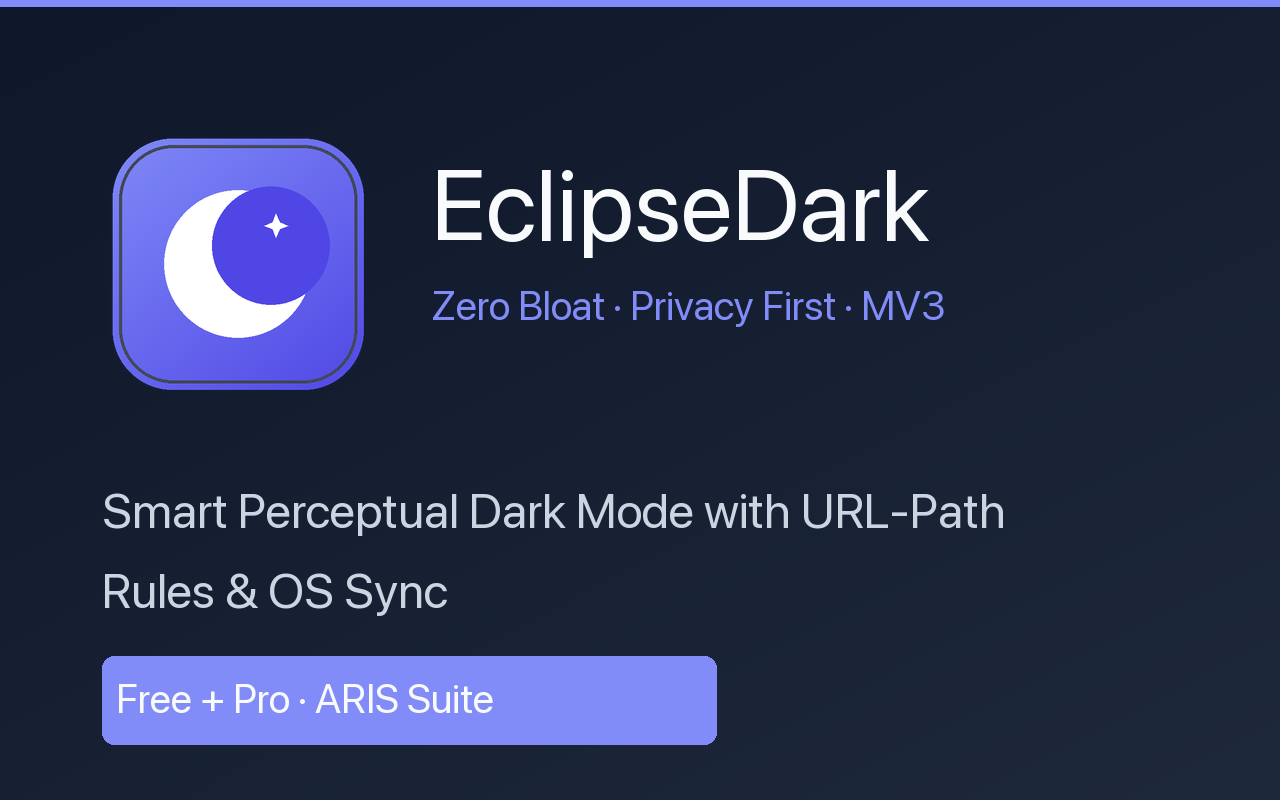 EclipseDark
Zero Bloat · Privacy First · MV3
Smart Perceptual Dark Mode with URL-Path
Rules & OS Sync
Free + Pro · ARIS Suite